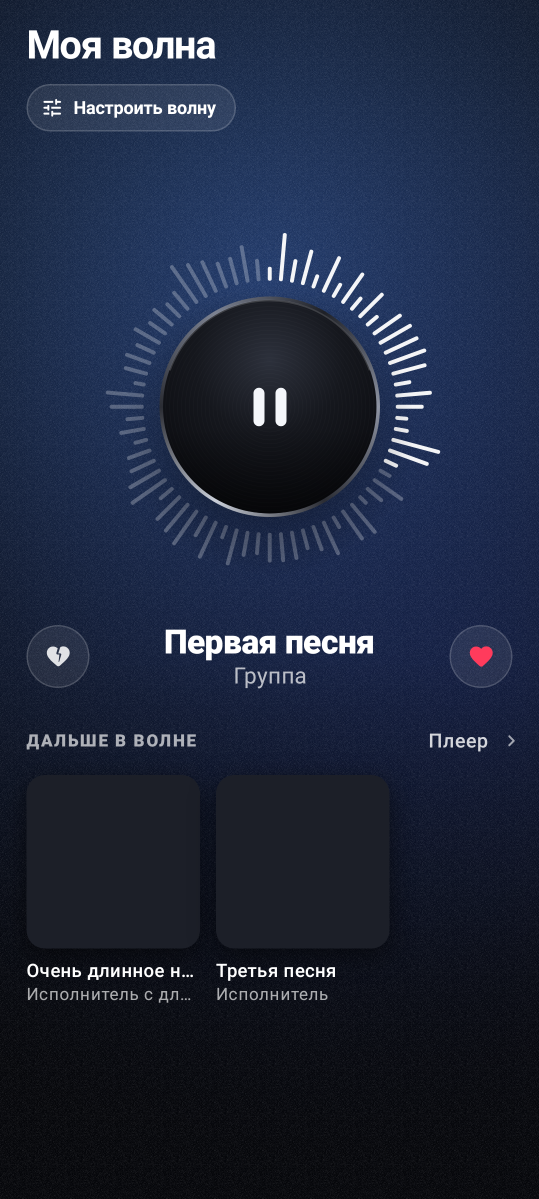 Моя волна
Настроить волну
Первая песня
Группа
ДАЛЬШЕ В ВОЛНЕ
Плеер
Очень длинное н…
Третья песня
Исполнитель с дл…
Исполнитель